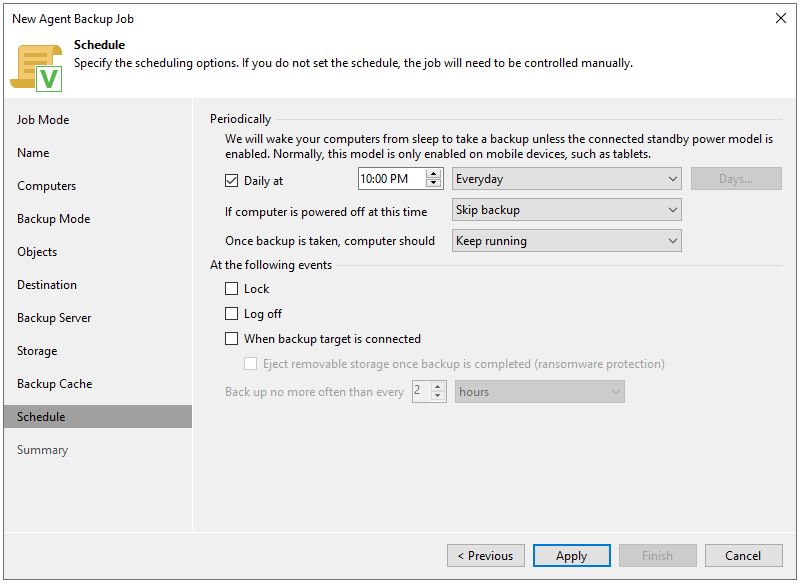 New Agent Backup Job
Schedule
Specify the scheduling options. If you do not set the schedule, the job will need to be controlled manually.
V
Job Mode
Name
Computers
Backup Mode
Objects
Destination
Backup Server
Storage
Backup Cache
Schedule
Summary
Periodically
We will wake your computers from sleep to take a backup unless the connected standby power model is
enabled. Normally, this model is only enabled on mobile devices, such as tablets.
Daily at 10:00 PM Everyday Days...
If computer is powered off at this time Skip backup
Once backup is taken, computer should Keep running
At the following events
Lock
Log off
When backup target is connected
Eject removable storage once backup is completed (ransomware protection)
Back up no more often than every 2 hours
< Previous Apply Finish Cancel